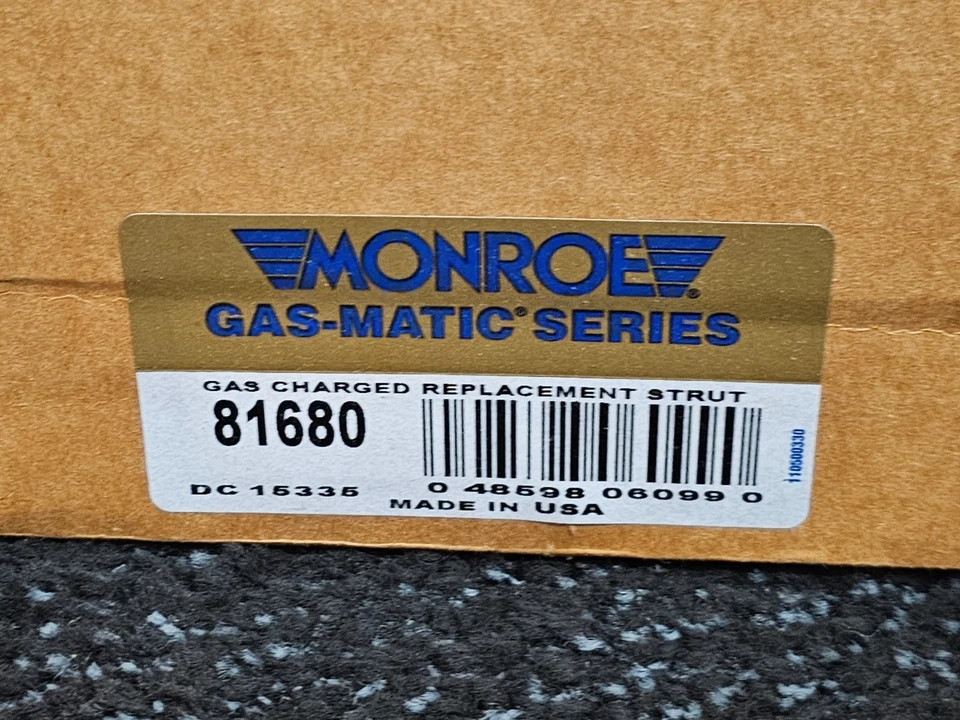 MONROE®
GAS-MATIC® SERIES
GAS CHARGED REPLACEMENT STRUT
81680
DC 15335
0 48598 06099 0
MADE IN USA
110500330